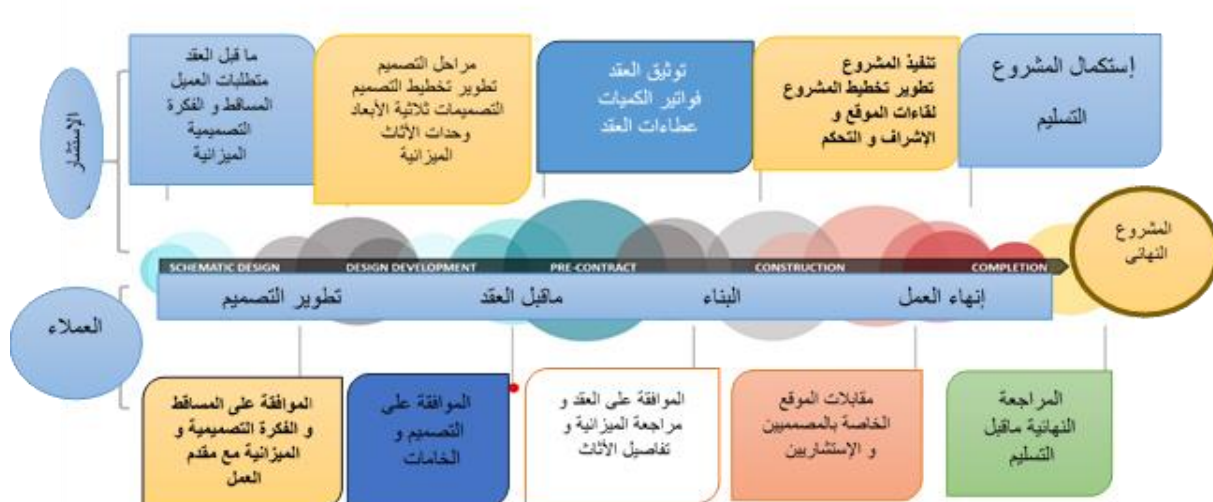 ما قبل العقد
متطلبات العميل
المساقط و الفكرة
التصميمية
الميزانية
مراحل التصميم
تطوير تخطيط التصميم
التصميمات ثلاثية الأبعاد
وحدات الأثاث
الميزانية
توثيق العقد
فواتير الكميات
عطاءات العقد
تنفيذ المشروع
تطوير تخطيط المشروع
لقاءات الموقع و
الإشراف و التحكم
إستكمال المشروع
التسليم
الإستشار
المشروع
النهائي
SCHEMATIC DESIGN
DESIGN DEVELOPMENT
PRE-CONTRACT
CONSTRUCTION
COMPLETION
تطوير التصميم
ماقبل العقد
البناء
إنهاء العمل
العملاء
الموافقة على المساقط
و الفكرة التصميمية و
الميزانية مع مقدم
العمل
الموافقة على
التصميم و
الخامات
الموافقة على العقد و
مراجعة الميزانية و
تفاصيل الأثاث
مقابلات الموقع
الخاصة بالمصممين
و الإستشاريين
المراجعة
النهائية ماقبل
التسليم